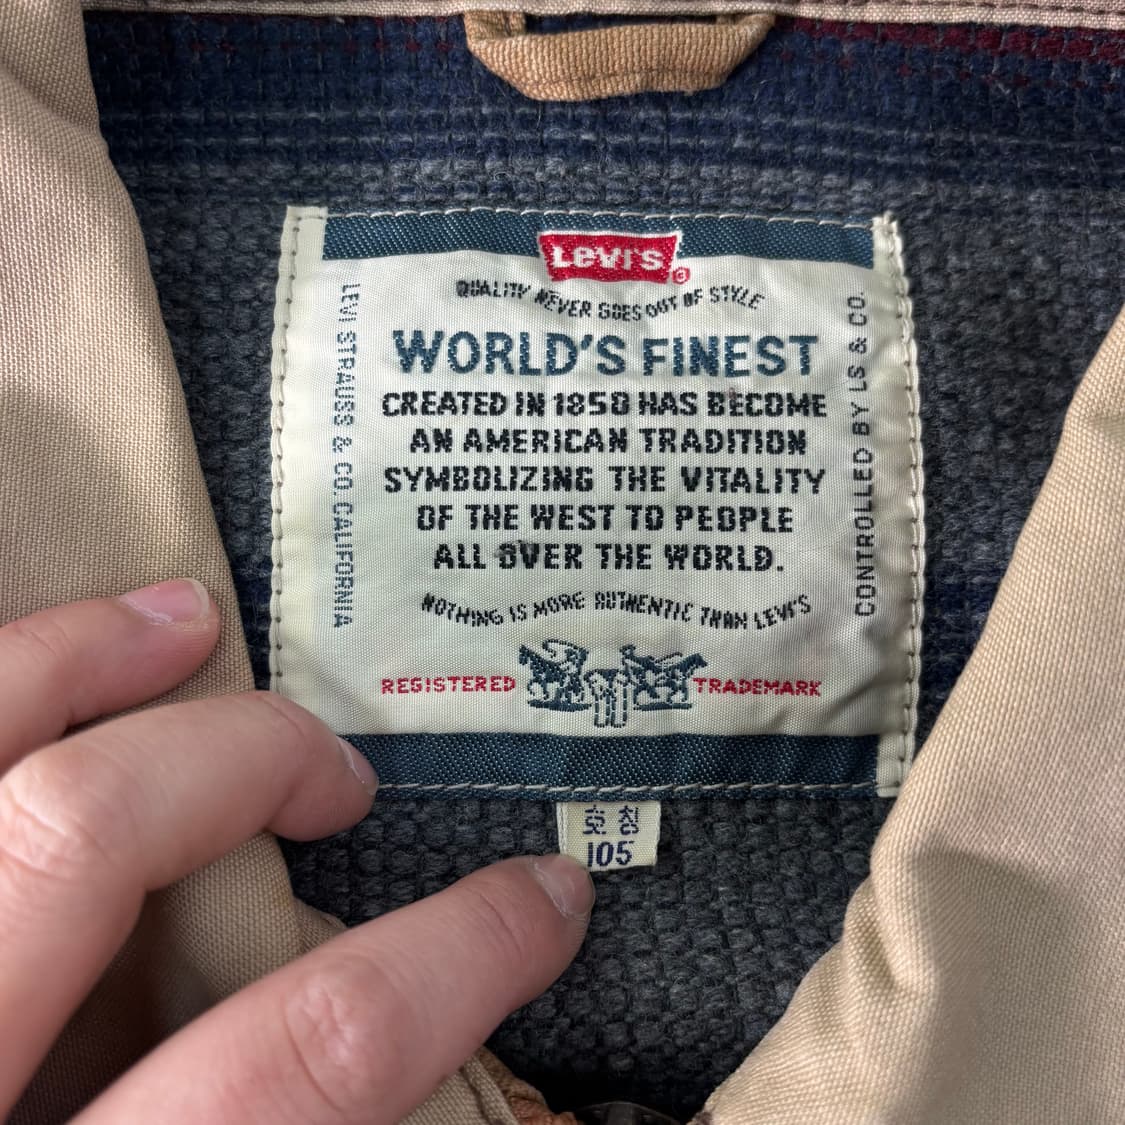 Levi's
QUALITY NEVER GOES OUT OF STYLE
WORLD'S FINEST
CREATED IN 1850 HAS BECOME
AN AMERICAN TRADITION
SYMBOLIZING THE VITALITY
OF THE WEST TO PEOPLE
ALL OVER THE WORLD.
NOTHING IS MORE AUTHENTIC THAN LEVI'S
REGISTERED TRADEMARK
LEVI STRAUSS & CO. CALIFORNIA
CONTROLLED BY LS & CO.
호칭
105